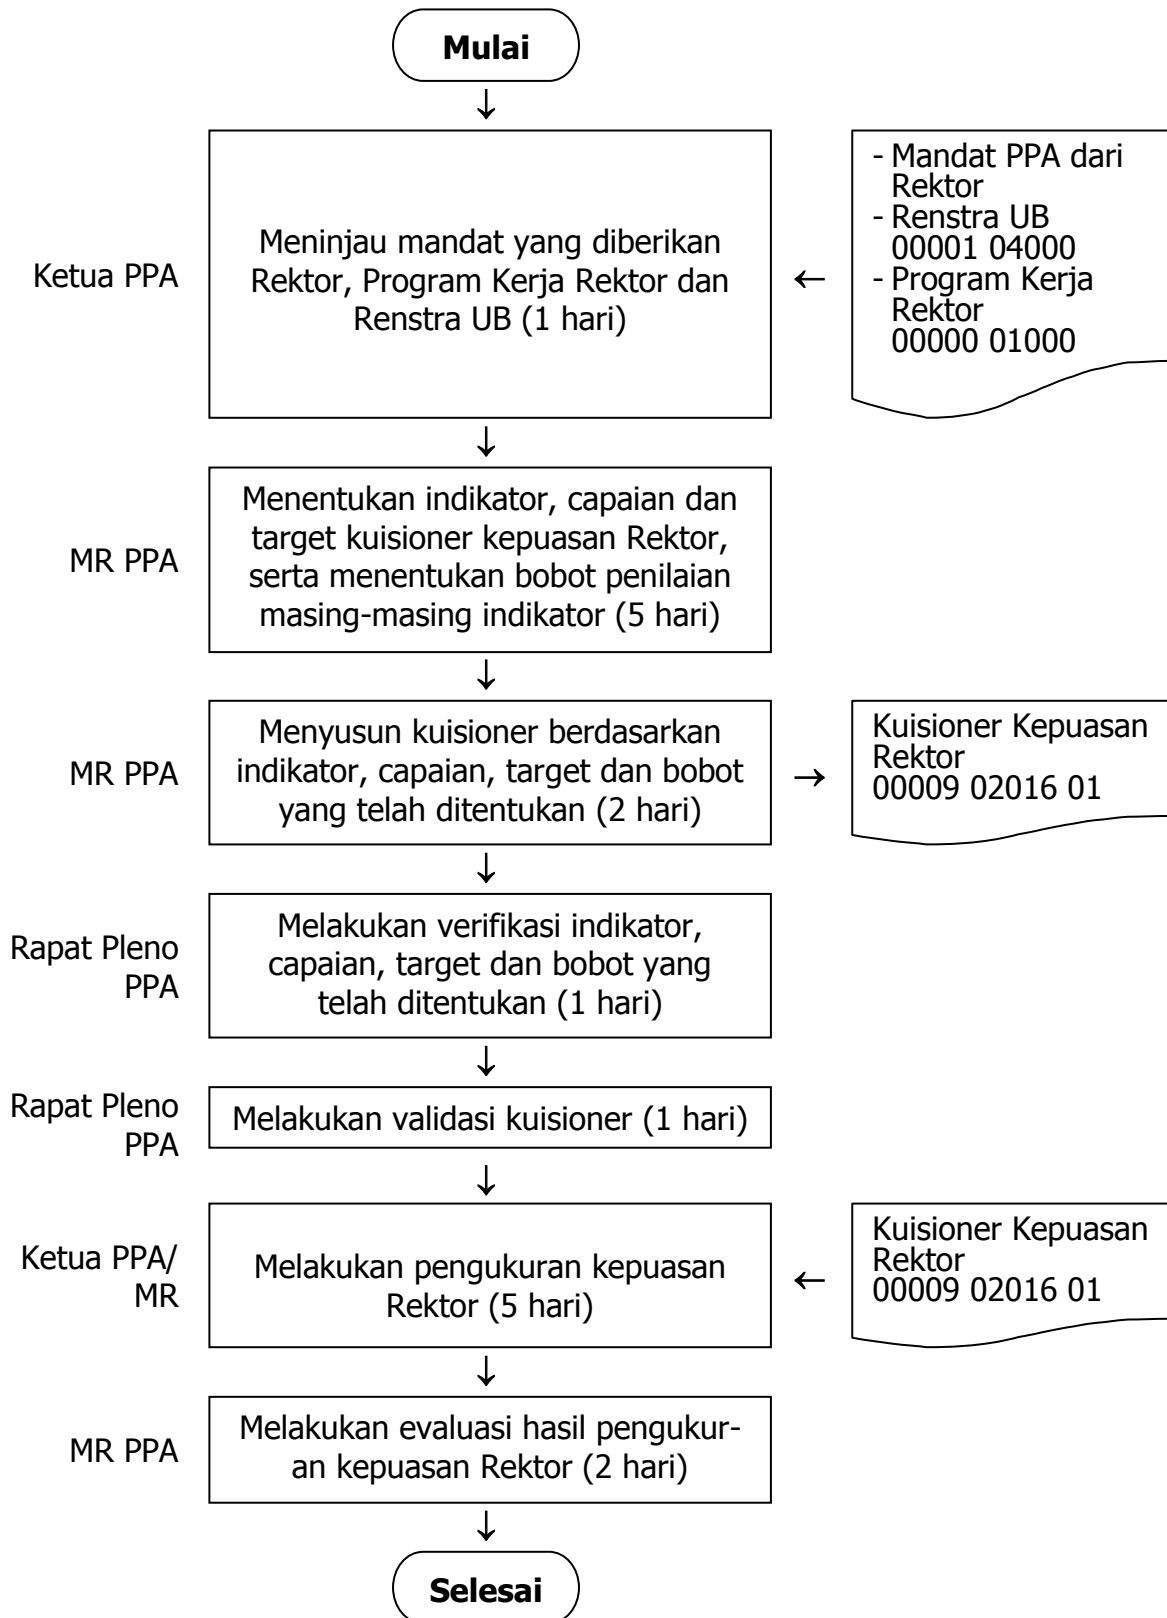 Mulai
Ketua PPA
Meninjau mandat yang diberikan
Rektor, Program Kerja Rektor dan
Renstra UB (1 hari)
- Mandat PPA dari
Rektor
- Renstra UB
00001 04000
- Program Kerja
Rektor
00000 01000
MR PPA
Menentukan indikator, capaian dan
target kuisioner kepuasan Rektor,
serta menentukan bobot penilaian
masing-masing indikator (5 hari)
MR PPA
Menyusun kuisioner berdasarkan
indikator, capaian, target dan bobot
yang telah ditentukan (2 hari)
Kuisioner Kepuasan
Rektor
00009 02016 01
Rapat Pleno
PPA
Melakukan verifikasi indikator,
capaian, target dan bobot yang
telah ditentukan (1 hari)
Rapat Pleno
PPA
Melakukan validasi kuisioner (1 hari)
Ketua PPA/
MR
Melakukan pengukuran kepuasan
Rektor (5 hari)
Kuisioner Kepuasan
Rektor
00009 02016 01
MR PPA
Melakukan evaluasi hasil pengukur-
an kepuasan Rektor (2 hari)
Selesai